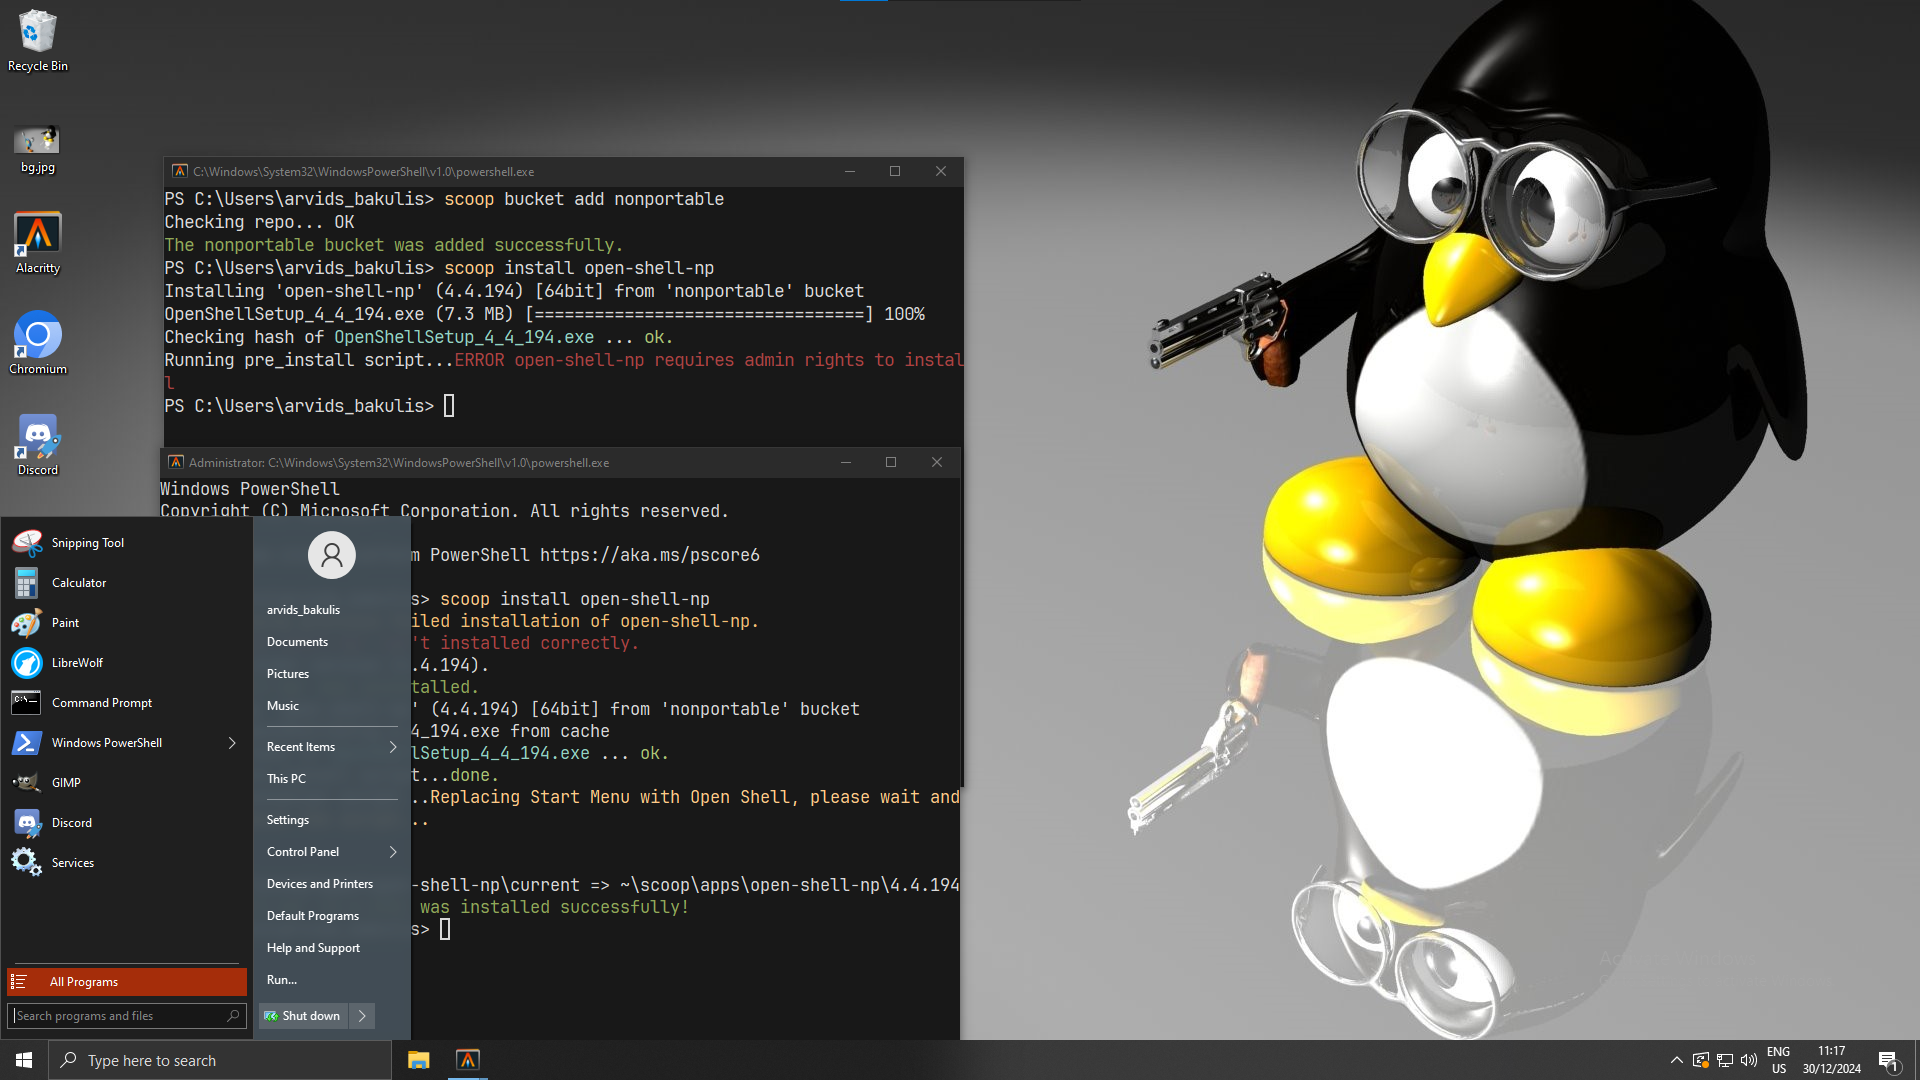 Recycle Bin
bg.jpg
Alacritty
Chromium
Discord
C:\Windows\System32\WindowsPowerShell\v1.0\powershell.exe
PS C:\Users\arvids_bakulis> scoop bucket add nonportable
Checking repo... OK
The nonportable bucket was added successfully.
PS C:\Users\arvids_bakulis> scoop install open-shell-np
Installing 'open-shell-np' (4.4.194) [64bit] from 'nonportable' bucket
OpenShellSetup_4_4_194.exe (7.3 MB) [=================================] 100%
Checking hash of OpenShellSetup_4_4_194.exe ... ok.
Running pre_install script...ERROR open-shell-np requires admin rights to instal
l
PS C:\Users\arvids_bakulis>
Administrator: C:\Windows\System32\WindowsPowerShell\v1.0\powershell.exe
Windows PowerShell
Copyright (C) Microsoft Corporation. All rights reserved.
m PowerShell https://aka.ms/pscore6
s> scoop install open-shell-np
iled installation of open-shell-np.
't installed correctly.
.4.194).
talled.
' (4.4.194) [64bit] from 'nonportable' bucket
4_194.exe from cache
lSetup_4_4_194.exe ... ok.
t...done.
..Replacing Start Menu with Open Shell, please wait and
..
-shell-np\current => ~\scoop\apps\open-shell-np\4.4.194
was installed successfully!
s>
Snipping Tool
Calculator
Paint
LibreWolf
Command Prompt
Windows PowerShell
GIMP
Discord
Services
All Programs
Search programs and files
arvids_bakulis
Documents
Pictures
Music
Recent Items
This PC
Settings
Control Panel
Devices and Printers
Default Programs
Help and Support
Run...
Shut down
Type here to search
ENG
US
11:17
30/12/2024
1